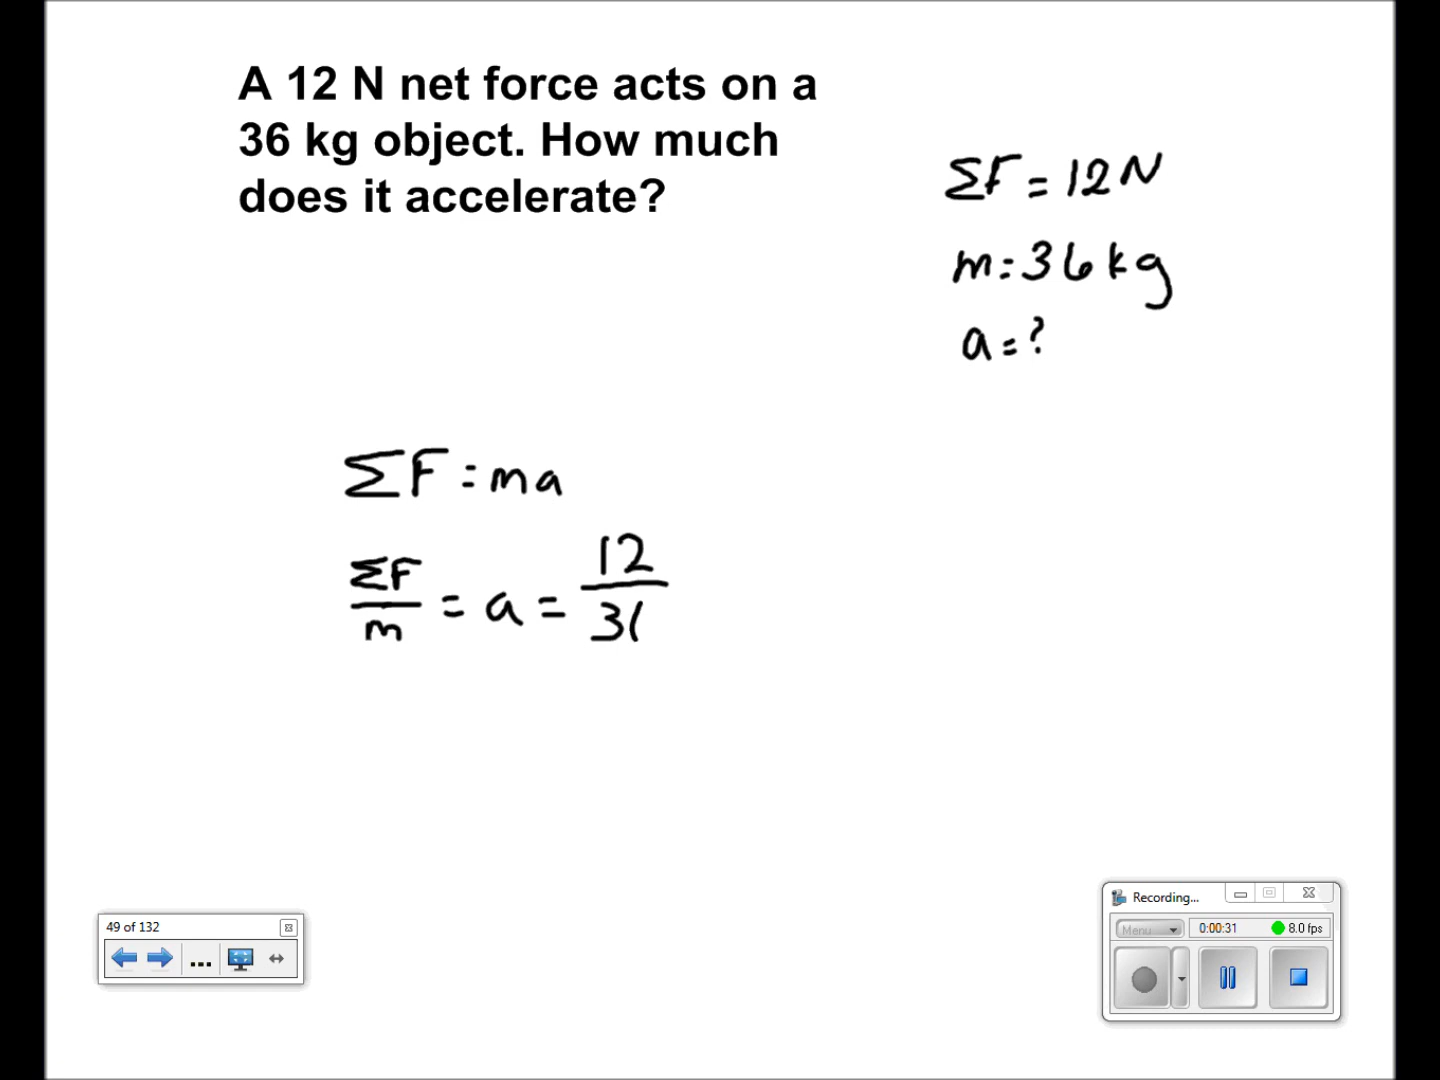 A 12 N net force acts on a
36 kg object. How much
does it accelerate?
ΣF = 12 N
m = 36 kg
a = ?
ΣF = ma
ΣF/m = a = 12/31
49 of 132
...
Recording...
Menu
0:00:31
8.0 fps